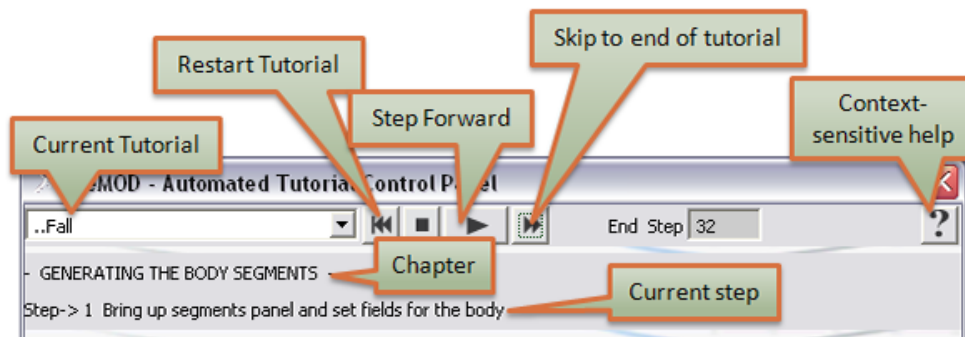 Skip to end of tutorial
Restart Tutorial
Step Forward
Context-
sensitive help
Current Tutorial
eMOD - Automated Tutorial Control P
..Fall
End Step 32
?
- GENERATING THE BODY SEGMENTS -
Chapter
Step-> 1 Bring up segments panel and set fields for the body
Current step